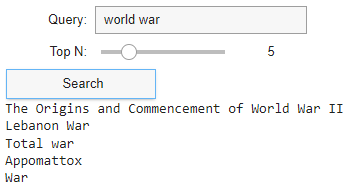 Query: world war
Top N: 5
Search
The Origins and Commencement of World War II
Lebanon War
Total war
Appomattox
War